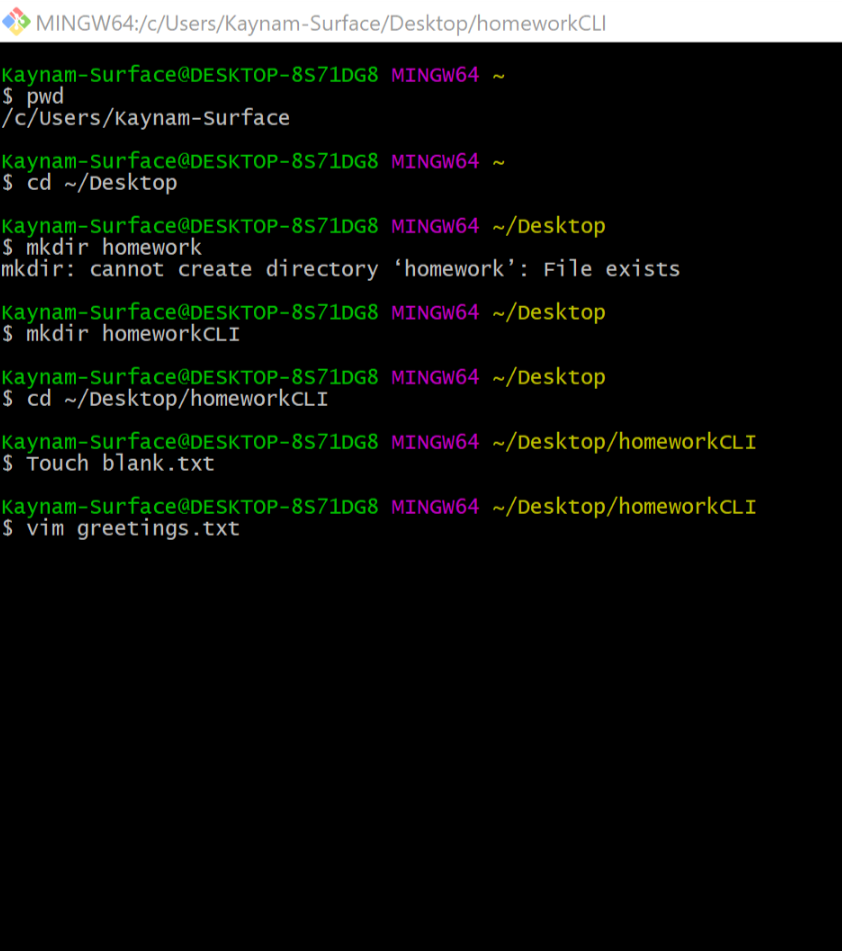 MINGW64:/c/Users/Kaynam-Surface/Desktop/homeworkCLI
Kaynam-Surface@DESKTOP-8S71DG8 MINGW64 ~
$ pwd
/c/Users/Kaynam-Surface
Kaynam-Surface@DESKTOP-8S71DG8 MINGW64 ~
$ cd ~/Desktop
Kaynam-Surface@DESKTOP-8S71DG8 MINGW64 ~/Desktop
$ mkdir homework
mkdir: cannot create directory ‘homework’: File exists
Kaynam-Surface@DESKTOP-8S71DG8 MINGW64 ~/Desktop
$ mkdir homeworkCLI
Kaynam-Surface@DESKTOP-8S71DG8 MINGW64 ~/Desktop
$ cd ~/Desktop/homeworkCLI
Kaynam-Surface@DESKTOP-8S71DG8 MINGW64 ~/Desktop/homeworkCLI
$ Touch blank.txt
Kaynam-Surface@DESKTOP-8S71DG8 MINGW64 ~/Desktop/homeworkCLI
$ vim greetings.txt